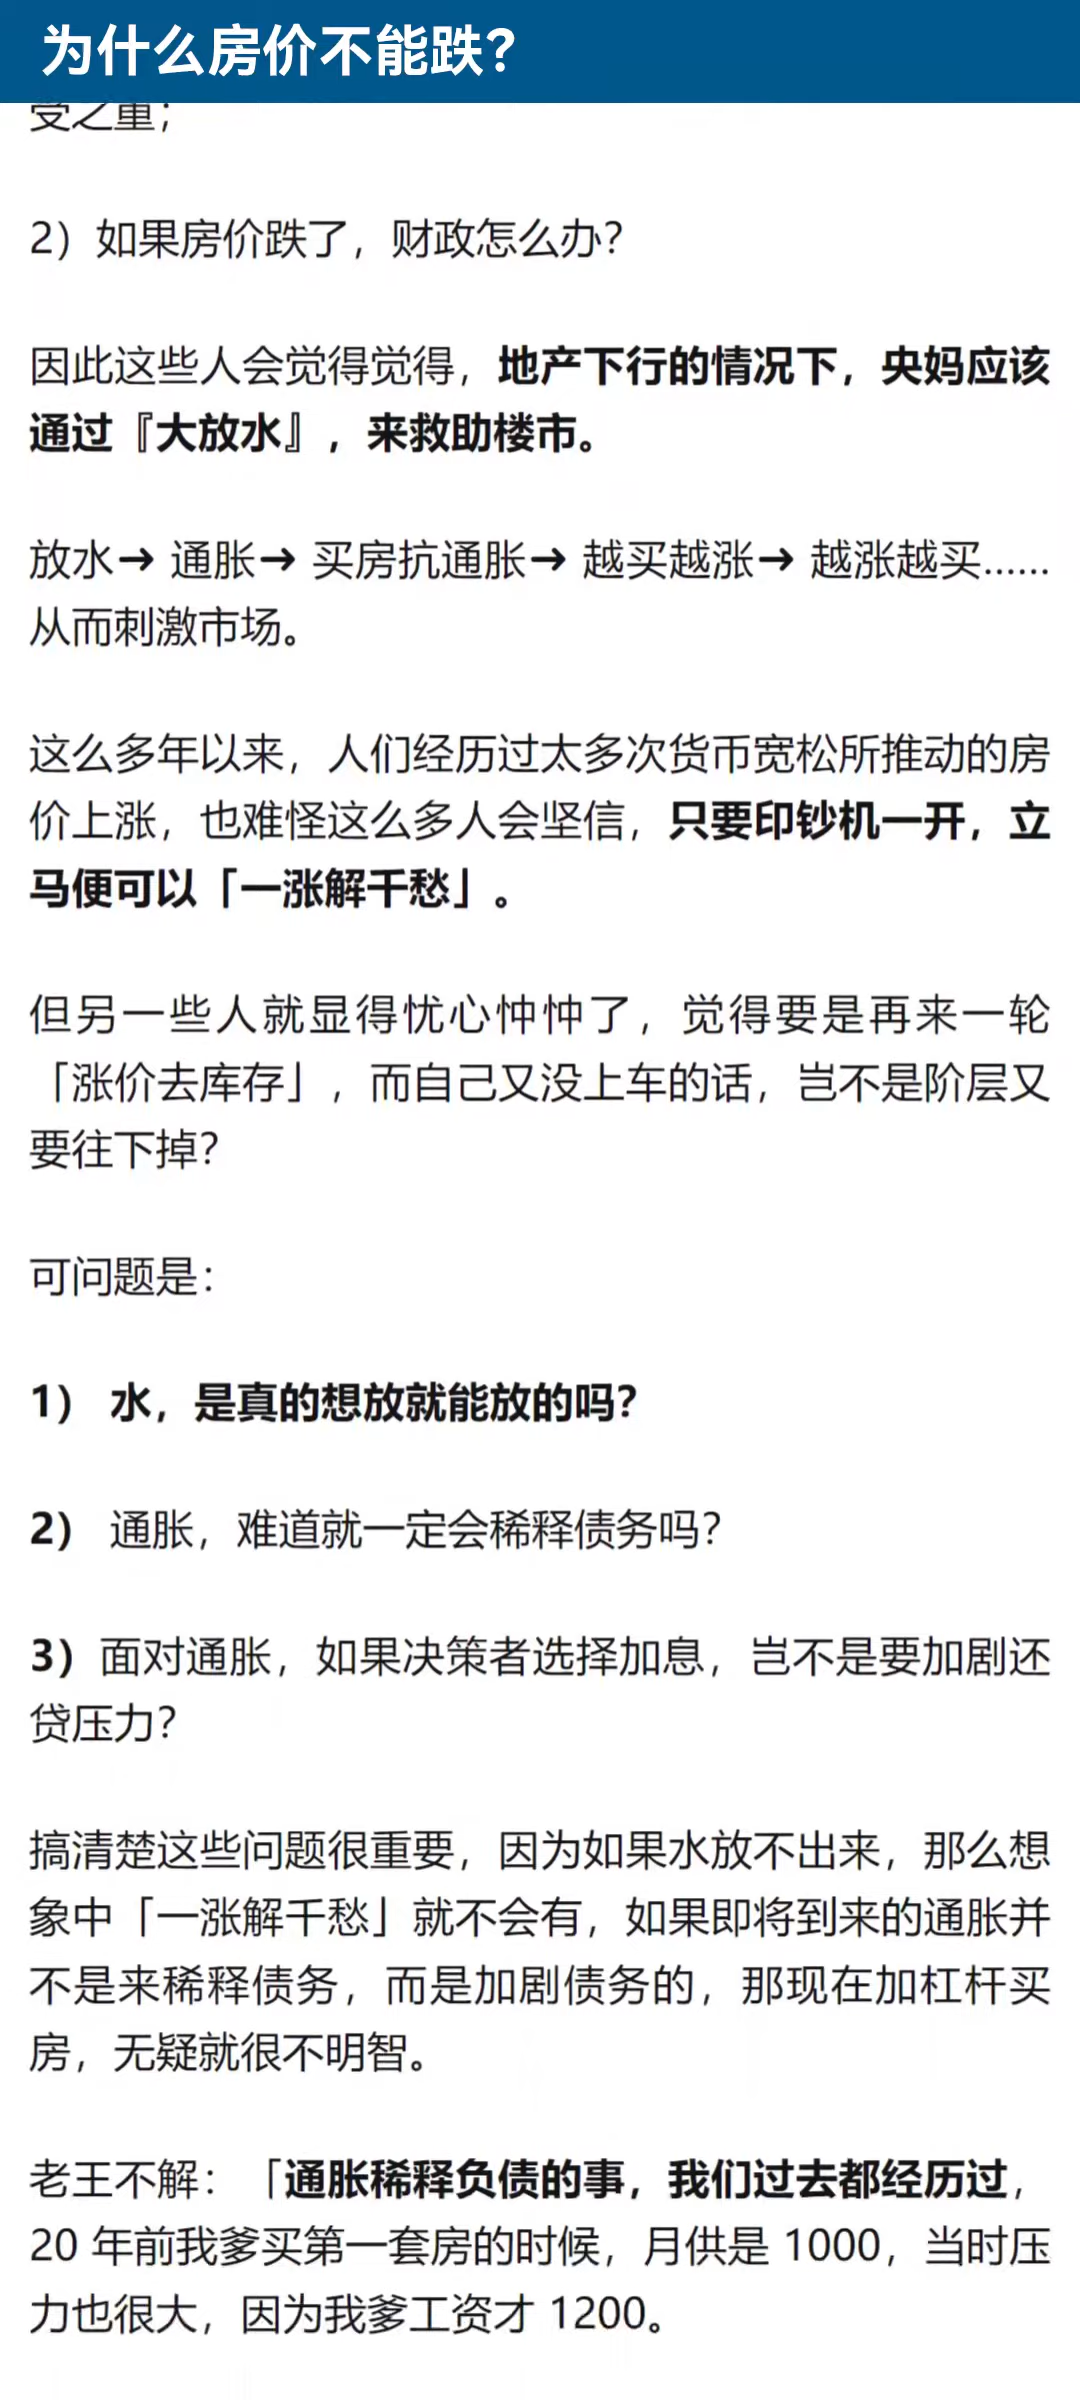 为什么房价不能跌？
受之重；
2）如果房价跌了，财政怎么办？
因此这些人会觉得觉得，地产下行的情况下，央妈应该
通过『大放水』，来救助楼市。
放水→ 通胀→ 买房抗通胀→ 越买越涨→ 越涨越买……
从而刺激市场。
这么多年以来，人们经历过太多次货币宽松所推动的房
价上涨，也难怪这么多人会坚信，只要印钞机一开，立
马便可以「一涨解千愁」。
但另一些人就显得忧心忡忡了，觉得要是再来一轮
「涨价去库存」，而自己又没上车的话，岂不是阶层又
要往下掉？
可问题是：
1） 水，是真的想放就能放的吗？
2） 通胀，难道就一定会稀释债务吗？
3）面对通胀，如果决策者选择加息，岂不是要加剧还
贷压力？
搞清楚这些问题很重要，因为如果水放不出来，那么想
象中「一涨解千愁」就不会有，如果即将到来的通胀并
不是来稀释债务，而是加剧债务的，那现在加杠杆买
房，无疑就很不明智。
老王不解：「通胀稀释负债的事，我们过去都经历过，
20 年前我爹买第一套房的时候，月供是 1000，当时压
力也很大，因为我爹工资才 1200。